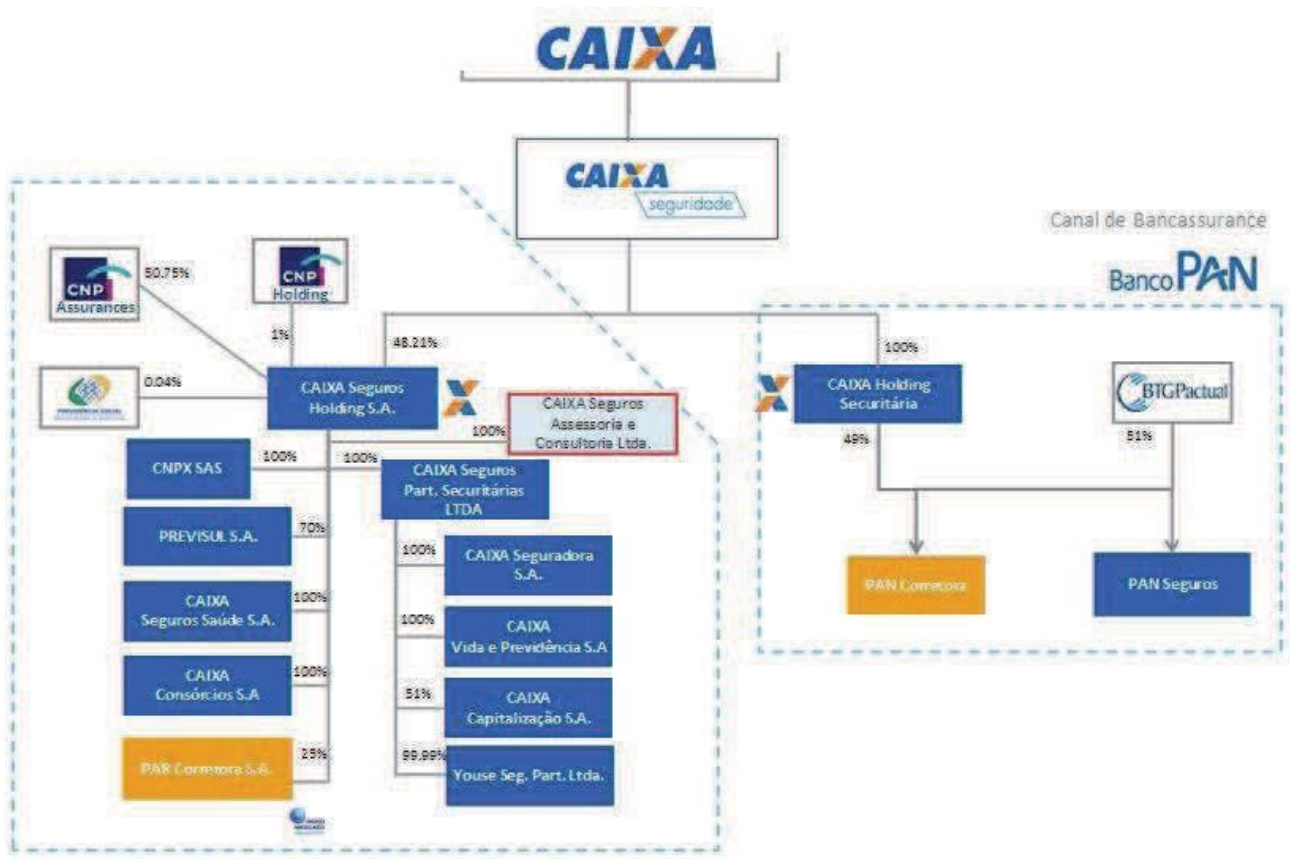 CAIXA
CAIXA
seguridade
Canal de Bancassurance
Banco PAN
CNP
Assurances
50.75%
CNP
Holding
1%
48.21%
100%
0.04%
CAIXA Seguros
Holding S.A.
CAIXA Seguros
Assessoria e
Consultoria Ltda.
100%
CAIXA Holding
Securitária
BTGPactual
49%
51%
CNPX SAS
100%
100%
CAIXA Seguros
Part. Securitárias
LTDA
PREVISUL S.A.
70%
100%
CAIXA Seguradora
S.A.
PAN Corretora
PAN Seguros
CAIXA
Seguros Saúde S.A.
100%
100%
CAIXA
Vida e Previdência S.A
CAIXA
Consórcios S.A
100%
51%
CAIXA
Capitalização S.A.
PAR Corretora S.A.
25%
99,99%
Youse Seg. Part. Ltda.